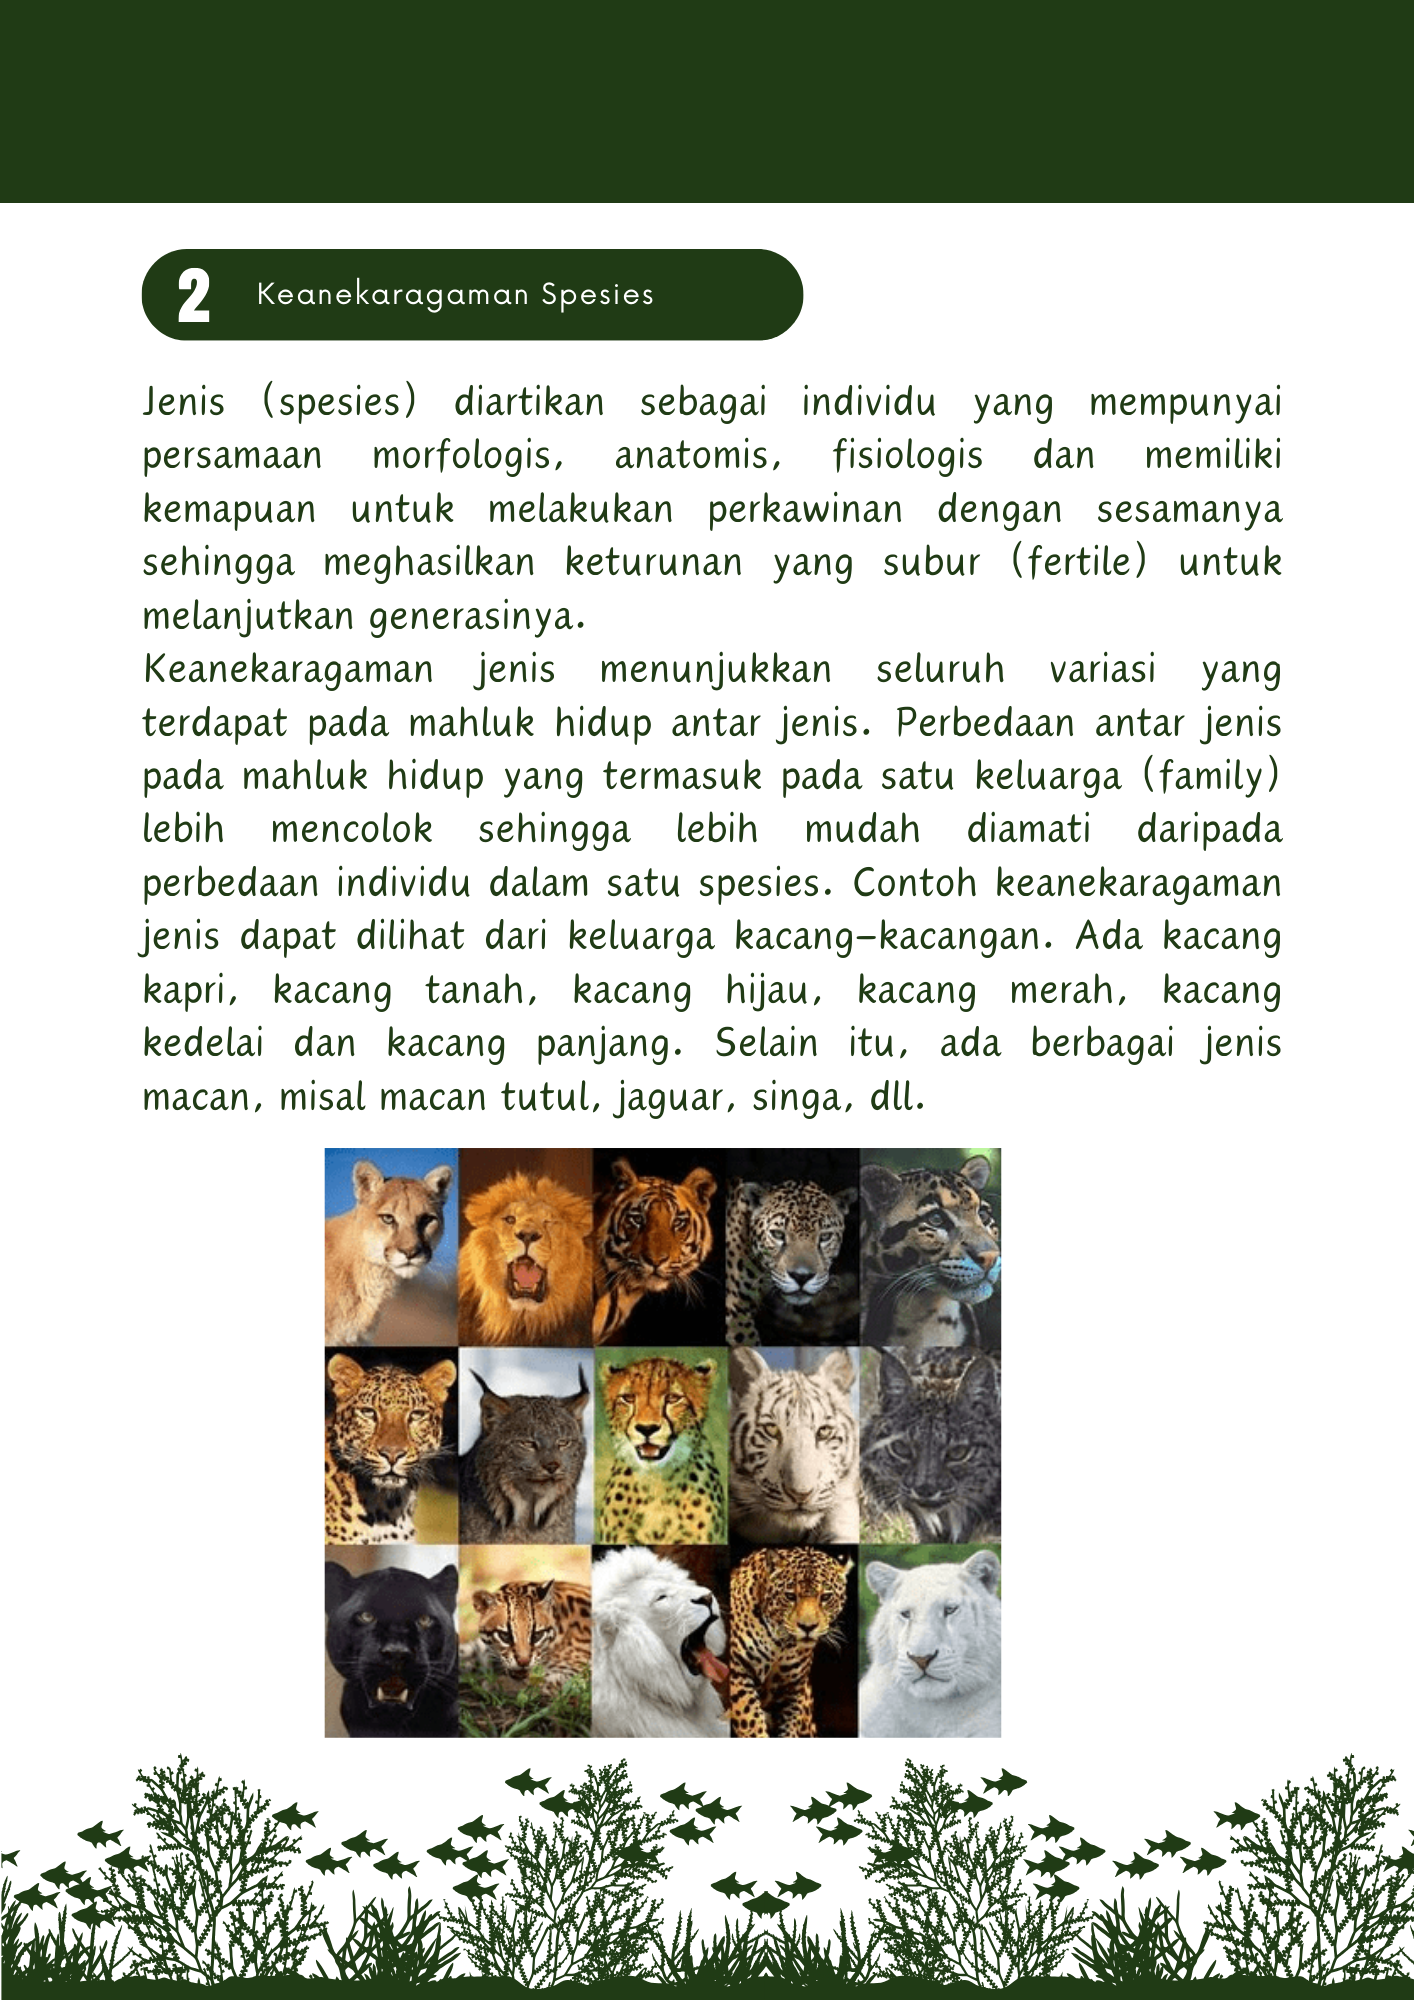 2 Keanekaragaman Spesies
Jenis (spesies) diartikan sebagai individu yang mempunyai
persamaan morfologis, anatomis, fisiologis dan memiliki
kemapuan untuk melakukan perkawinan dengan sesamanya
sehingga meghasilkan keturunan yang subur (fertile) untuk
melanjutkan generasinya.
Keanekaragaman jenis menunjukkan seluruh variasi yang
terdapat pada mahluk hidup antar jenis. Perbedaan antar jenis
pada mahluk hidup yang termasuk pada satu keluarga (family)
lebih mencolok sehingga lebih mudah diamati daripada
perbedaan individu dalam satu spesies. Contoh keanekaragaman
jenis dapat dilihat dari keluarga kacang-kacangan. Ada kacang
kapri, kacang tanah, kacang hijau, kacang merah, kacang
kedelai dan kacang panjang. Selain itu, ada berbagai jenis
macan, misal macan tutul, jaguar, singa, dll.